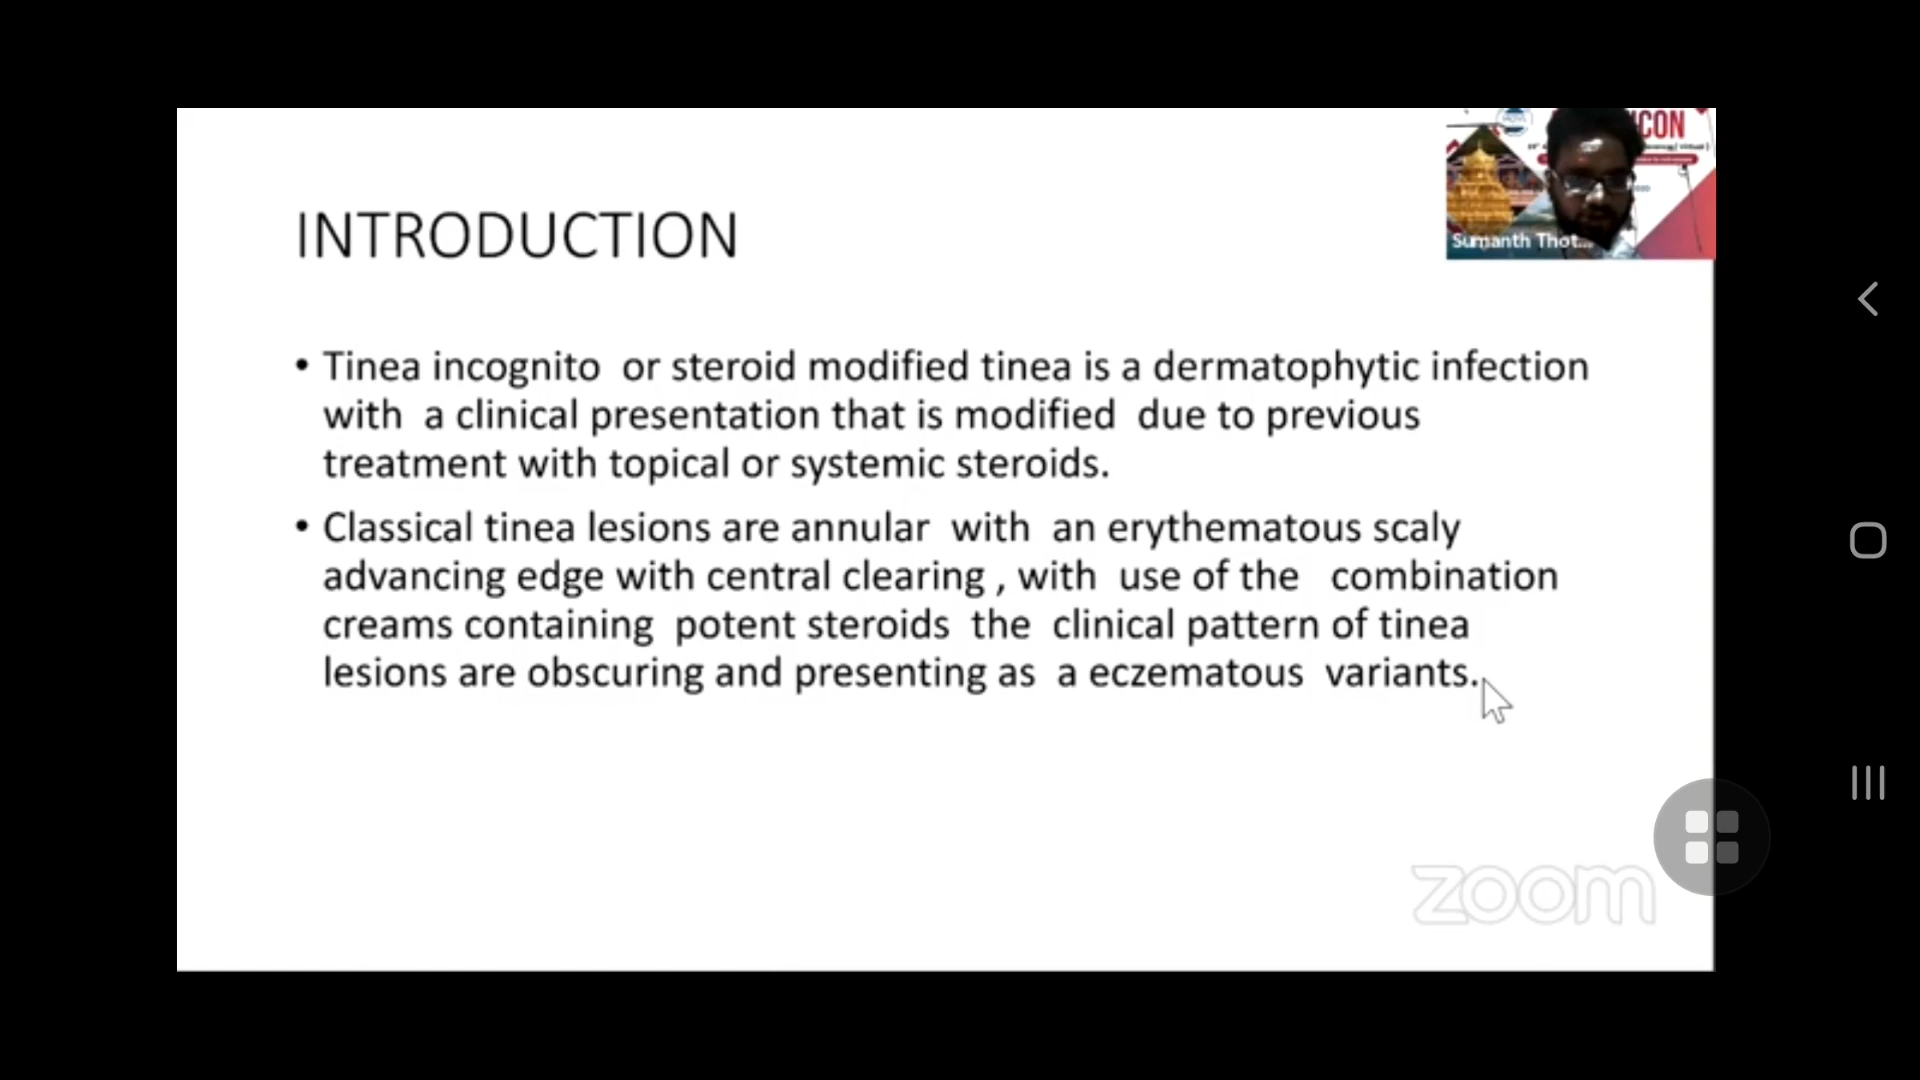 CON
INTRODUCTION
Sumanth Thot...
• Tinea incognito or steroid modified tinea is a dermatophytic infection
with a clinical presentation that is modified due to previous
treatment with topical or systemic steroids.
• Classical tinea lesions are annular with an erythematous scaly
advancing edge with central clearing , with use of the combination
creams containing potent steroids the clinical pattern of tinea
lesions are obscuring and presenting as a eczematous variants.
zoom